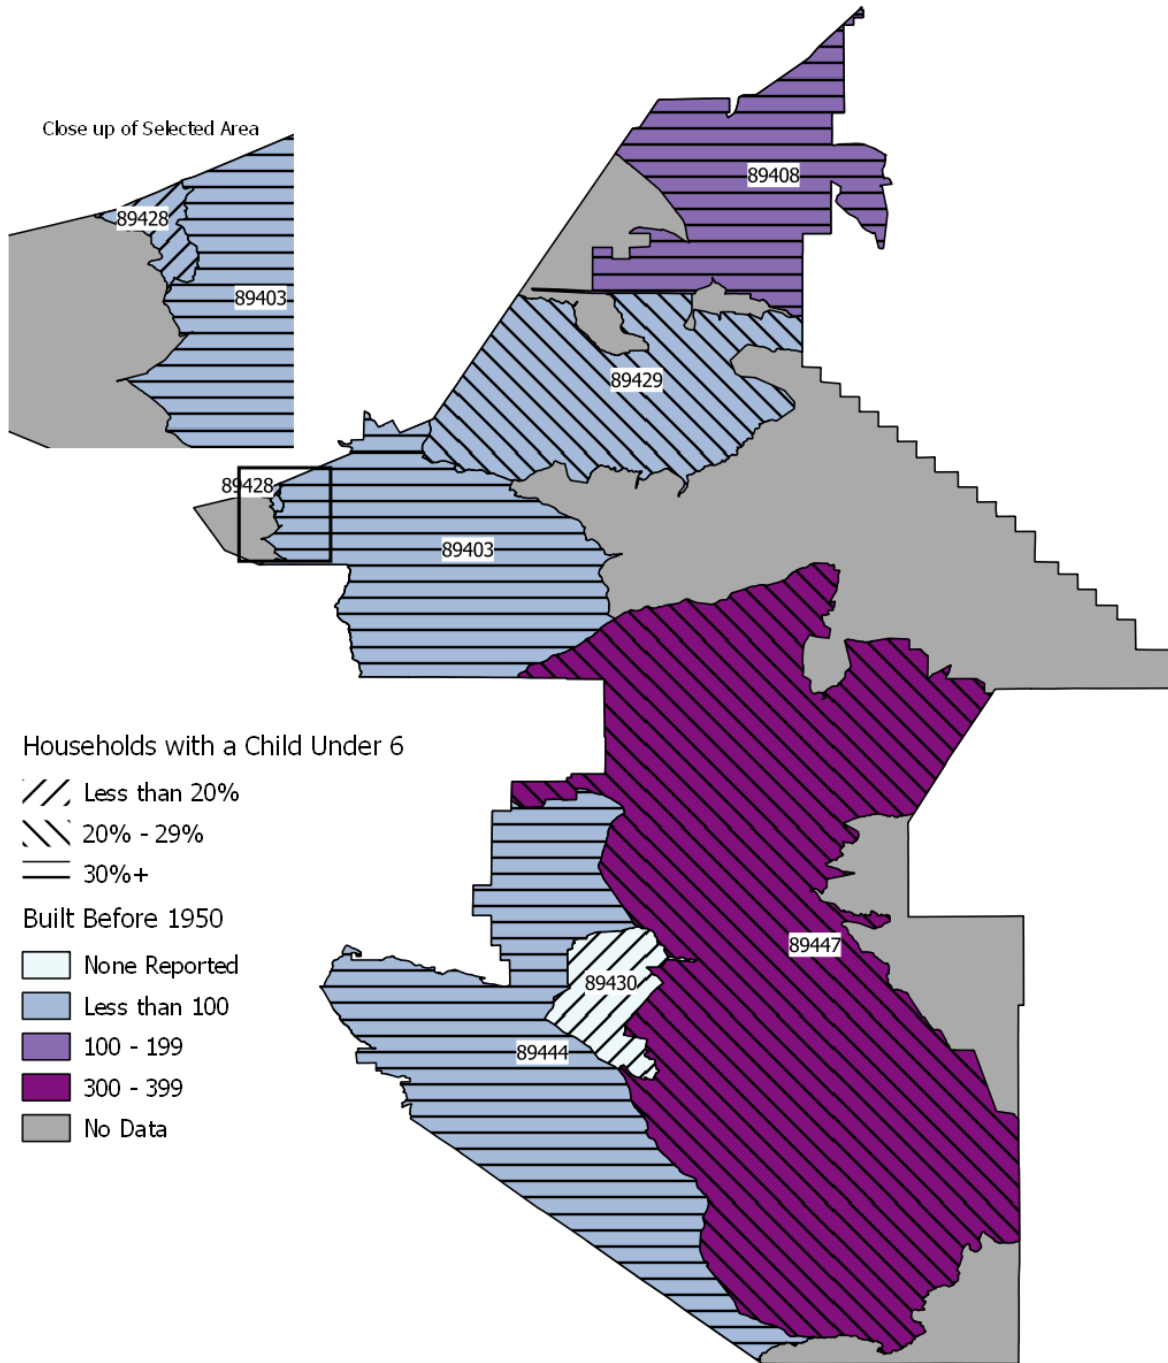 Close up of Selected Area
89428
89403
89408
89429
89428
89403
Households with a Child Under 6
Less than 20%
20% - 29%
30%+
Built Before 1950
None Reported
Less than 100
100 - 199
300 - 399
No Data
89447
89430
89444